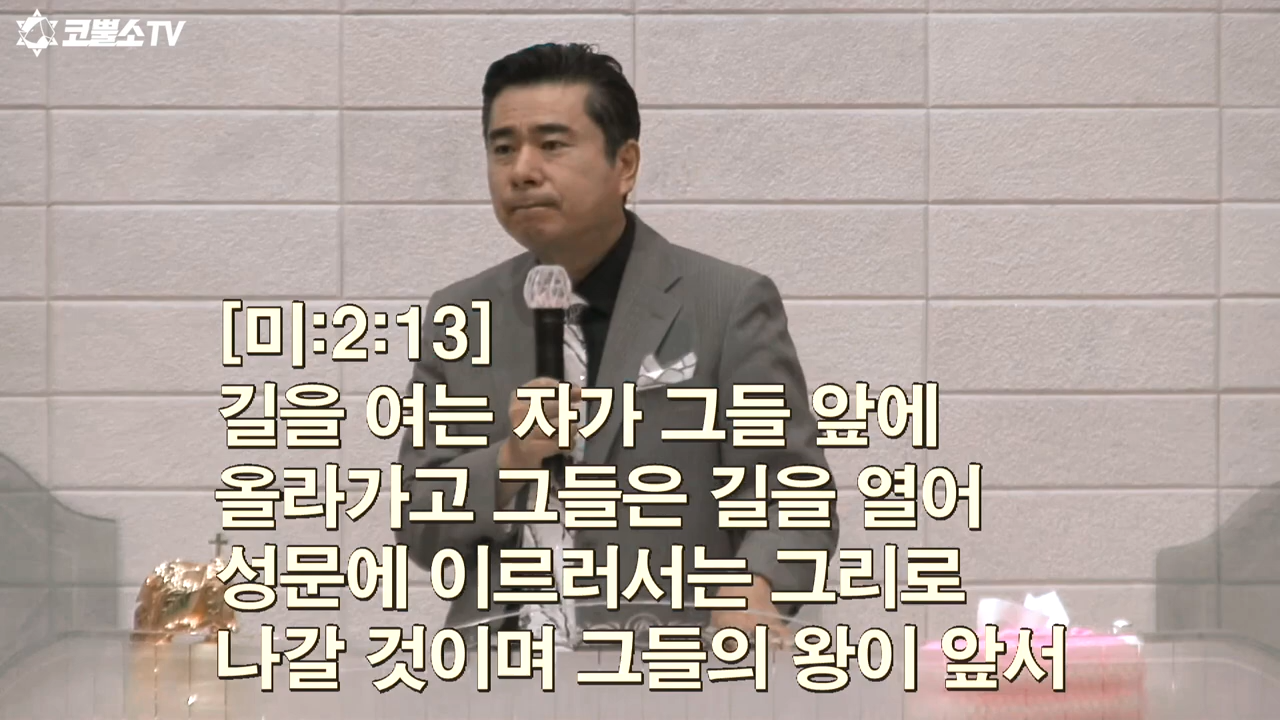 코뿔소TV
[미:2:13]
길을 여는 자가 그들 앞에
올라가고 그들은 길을 열어
성문에 이르러서는 그리로
나갈 것이며 그들의 왕이 앞서